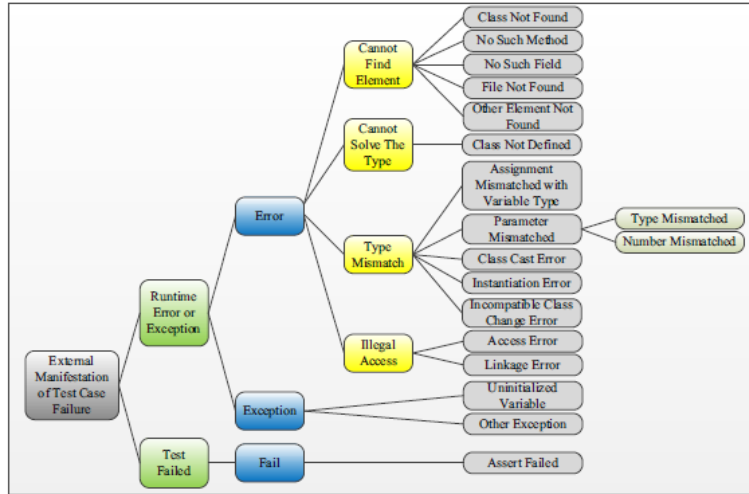 Class Not Found
No Such Method
No Such Field
File Not Found
Other Element Not
Found
Cannot
Find
Element
Cannot
Solve The
Type
Class Not Defined
Assignment
Mismatched with
Variable Type
Parameter
Mismatched
Type Mismatched
Number Mismatched
Class Cast Error
Instantiation Error
Incompatible Class
Change Error
Type
Mismatch
Error
Illegal
Access
Access Error
Linkage Error
Runtime
Error or
Exception
External
Manifestation
of Test Case
Failure
Exception
Uninitialized
Variable
Other Exception
Test
Failed
Fail
Assert Failed